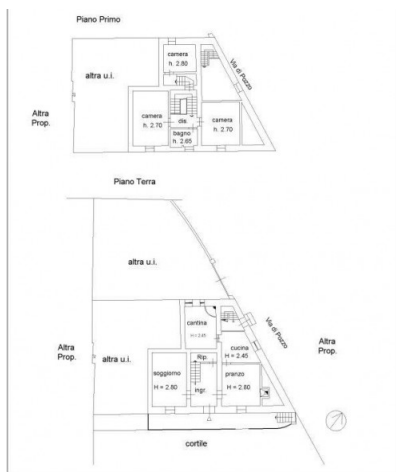 Piano Primo
camera
h. 2.80
Via di Pozzo
altra u.i.
Altra
Prop.
camera
h. 2.70
dis.
camera
h. 2.70
bagno
h. 2.65
Piano Terra
altra u.i.
cantina
H = 2.45
Via di Pozzo
Altra
Prop.
altra u.i.
cucina
H = 2.45
Altra
Prop.
Rip.
soggiorno
H = 2.80
ingr.
pranzo
H = 2.80
cortile